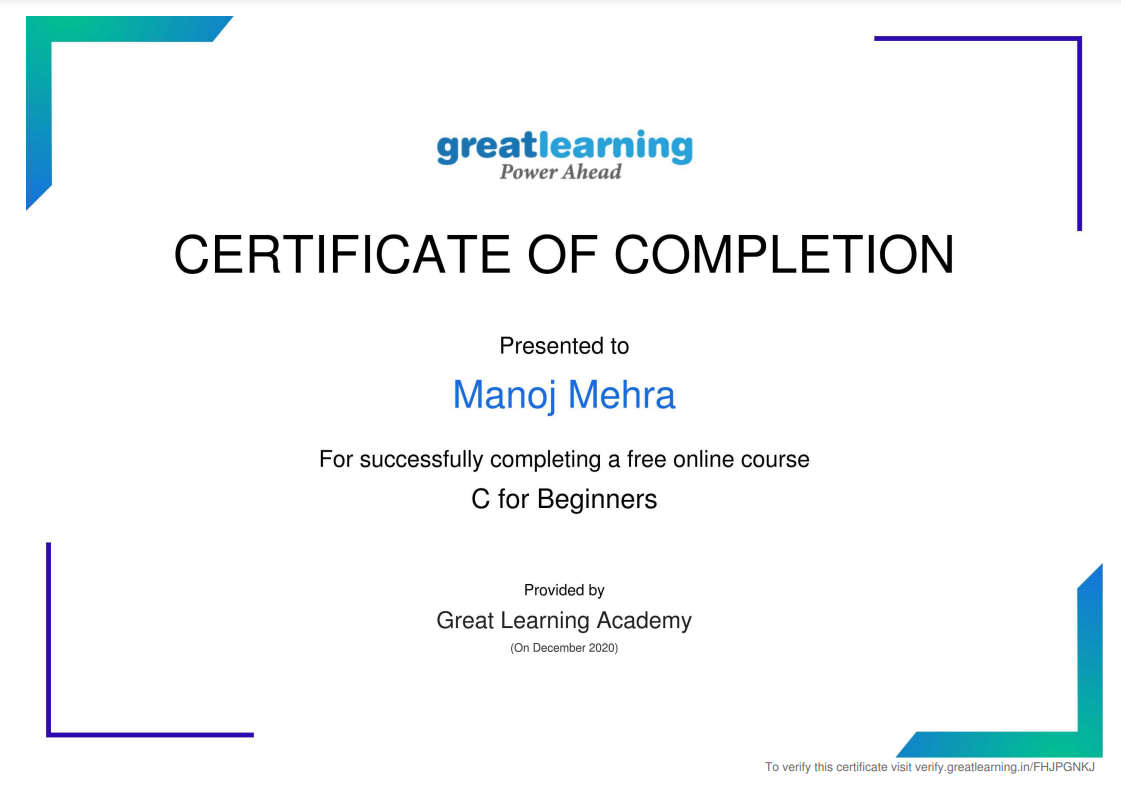 greatlearning
Power Ahead
CERTIFICATE OF COMPLETION
Presented to
Manoj Mehra
For successfully completing a free online course
C for Beginners
Provided by
Great Learning Academy
(On December 2020)
To verify this certificate visit verify.greatlearning.in/FHJPGNKJ